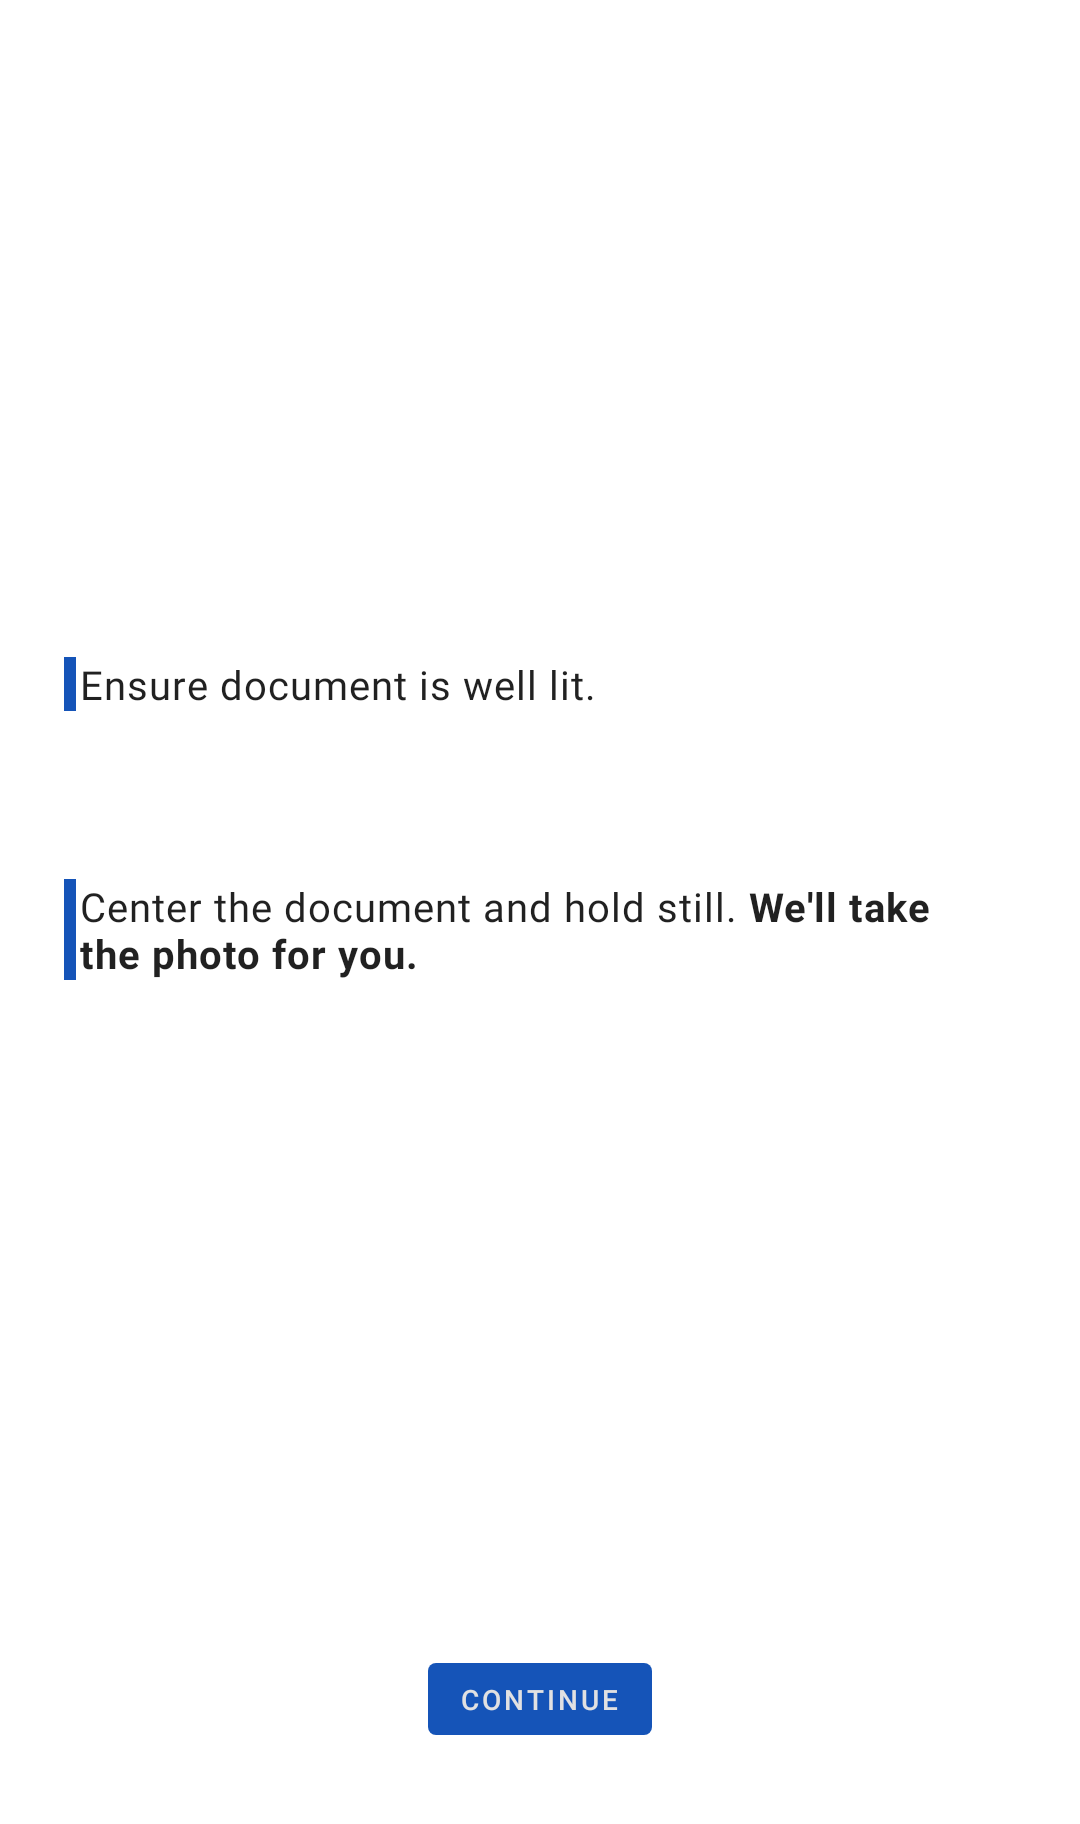 Ensure document is well lit.
Center the document and hold still. We'll take
the photo for you.
CONTINUE